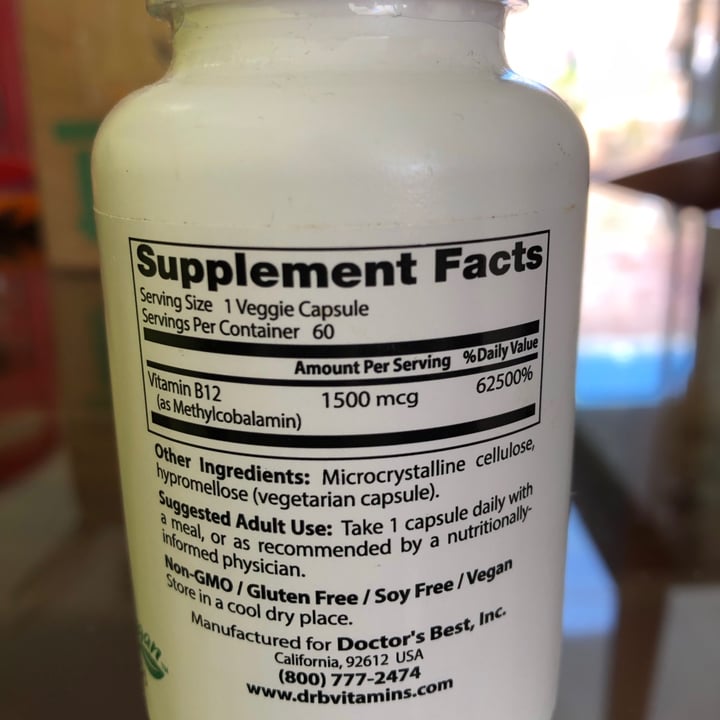 Supplement Facts
Serving Size 1 Veggie Capsule
Servings Per Container 60
Amount Per Serving %Daily Value
Vitamin B12 1500 mcg 62500%
(as Methylcobalamin)
Other Ingredients: Microcrystalline cellulose,
hypromellose (vegetarian capsule).
Suggested Adult Use: Take 1 capsule daily with
a meal, or as recommended by a nutritionally-
informed physician.
Non-GMO / Gluten Free / Soy Free / Vegan
Store in a cool dry place.
Manufactured for Doctor's Best, Inc.
California, 92612 USA
(800) 777-2474
www.drbvitamins.com